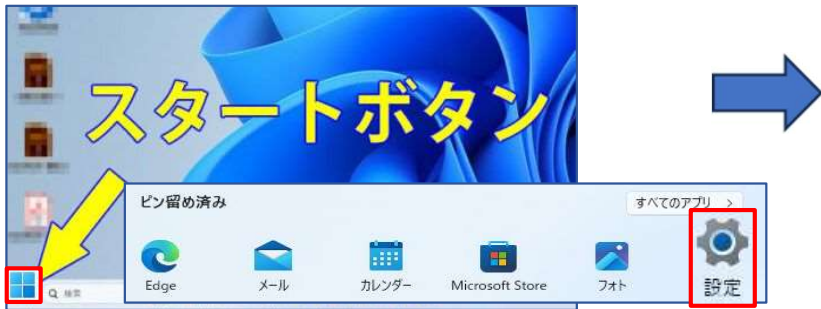 スタートボタン
ピン留め済み
すべてのアプリ >
Edge
メール
カレンダー
Microsoft Store
フォト
設定
検索